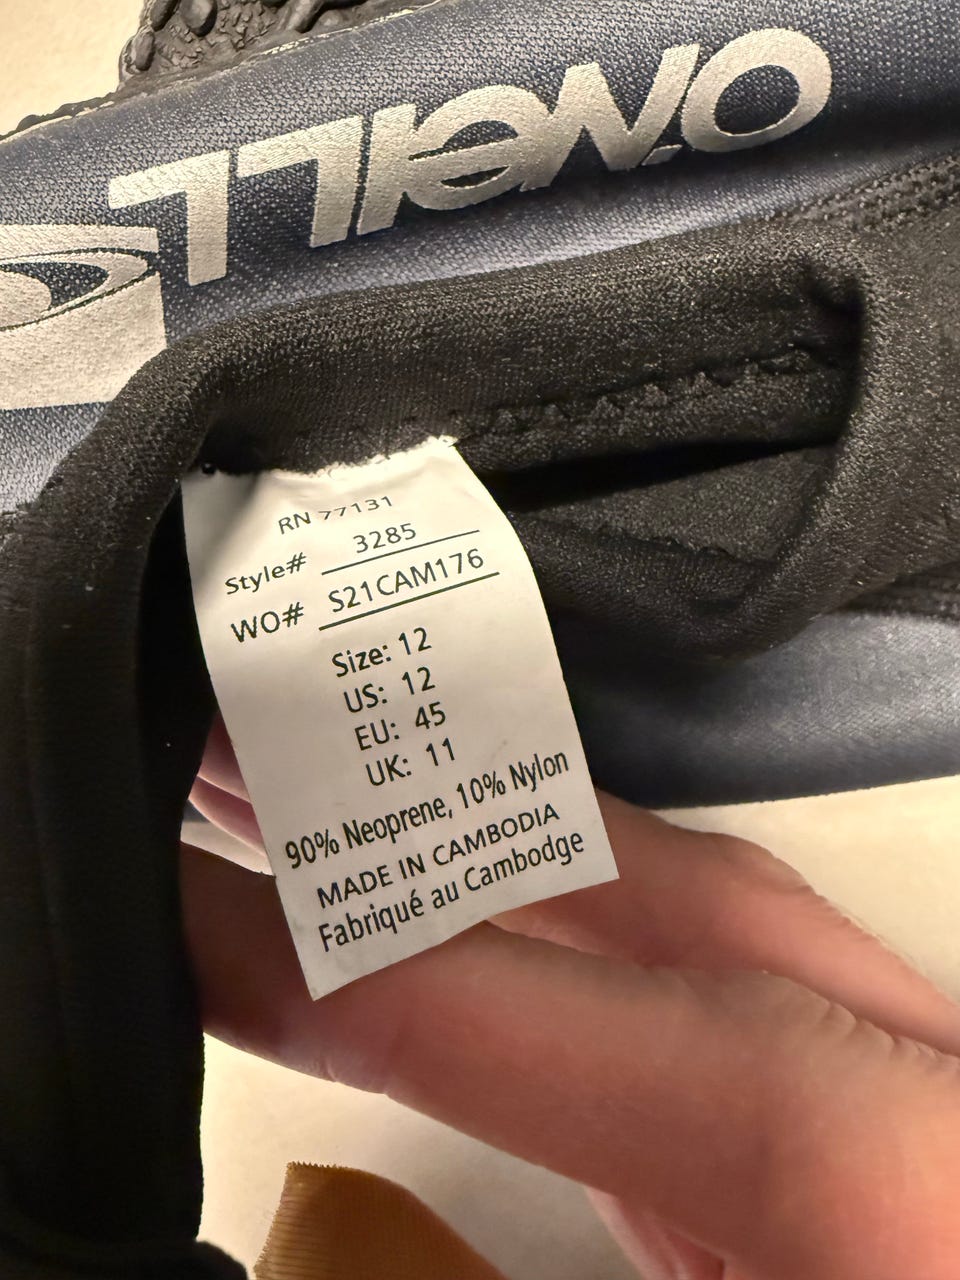 O'NEILL
RN 77131
Style# 3285
WO# S21CAM176
Size: 12
US: 12
EU: 45
UK: 11
90% Neoprene, 10% Nylon
MADE IN CAMBODIA
Fabriqué au Cambodge